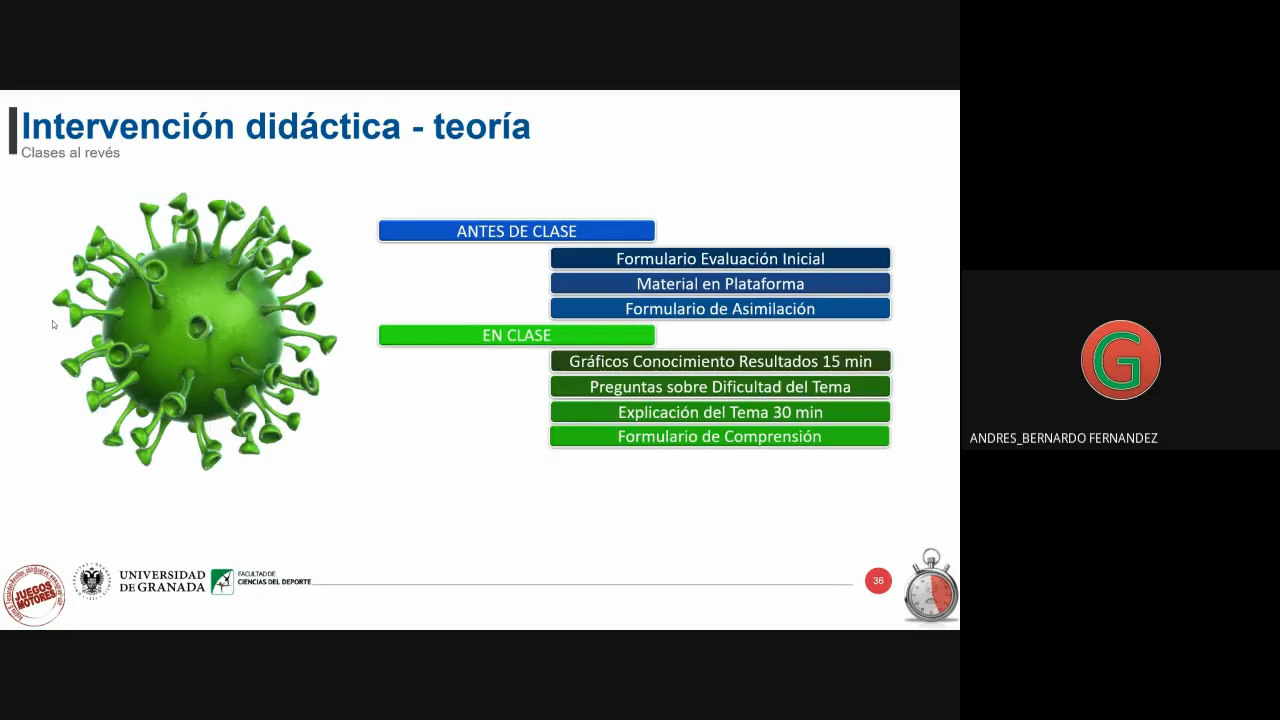 Intervención didáctica - teoría
Clases al revés
ANTES DE CLASE
Formulario Evaluación Inicial
Material en Plataforma
Formulario de Asimilación
EN CLASE
Gráficos Conocimiento Resultados 15 min
Preguntas sobre Dificultad del Tema
Explicación del Tema 30 min
Formulario de Comprensión
G
ANDRES_BERNARDO FERNANDEZ
JUEGOS
MOTORES
UNIVERSIDAD
DE GRANADA
FACULTAD DE
CIENCIAS DEL DEPORTE
36